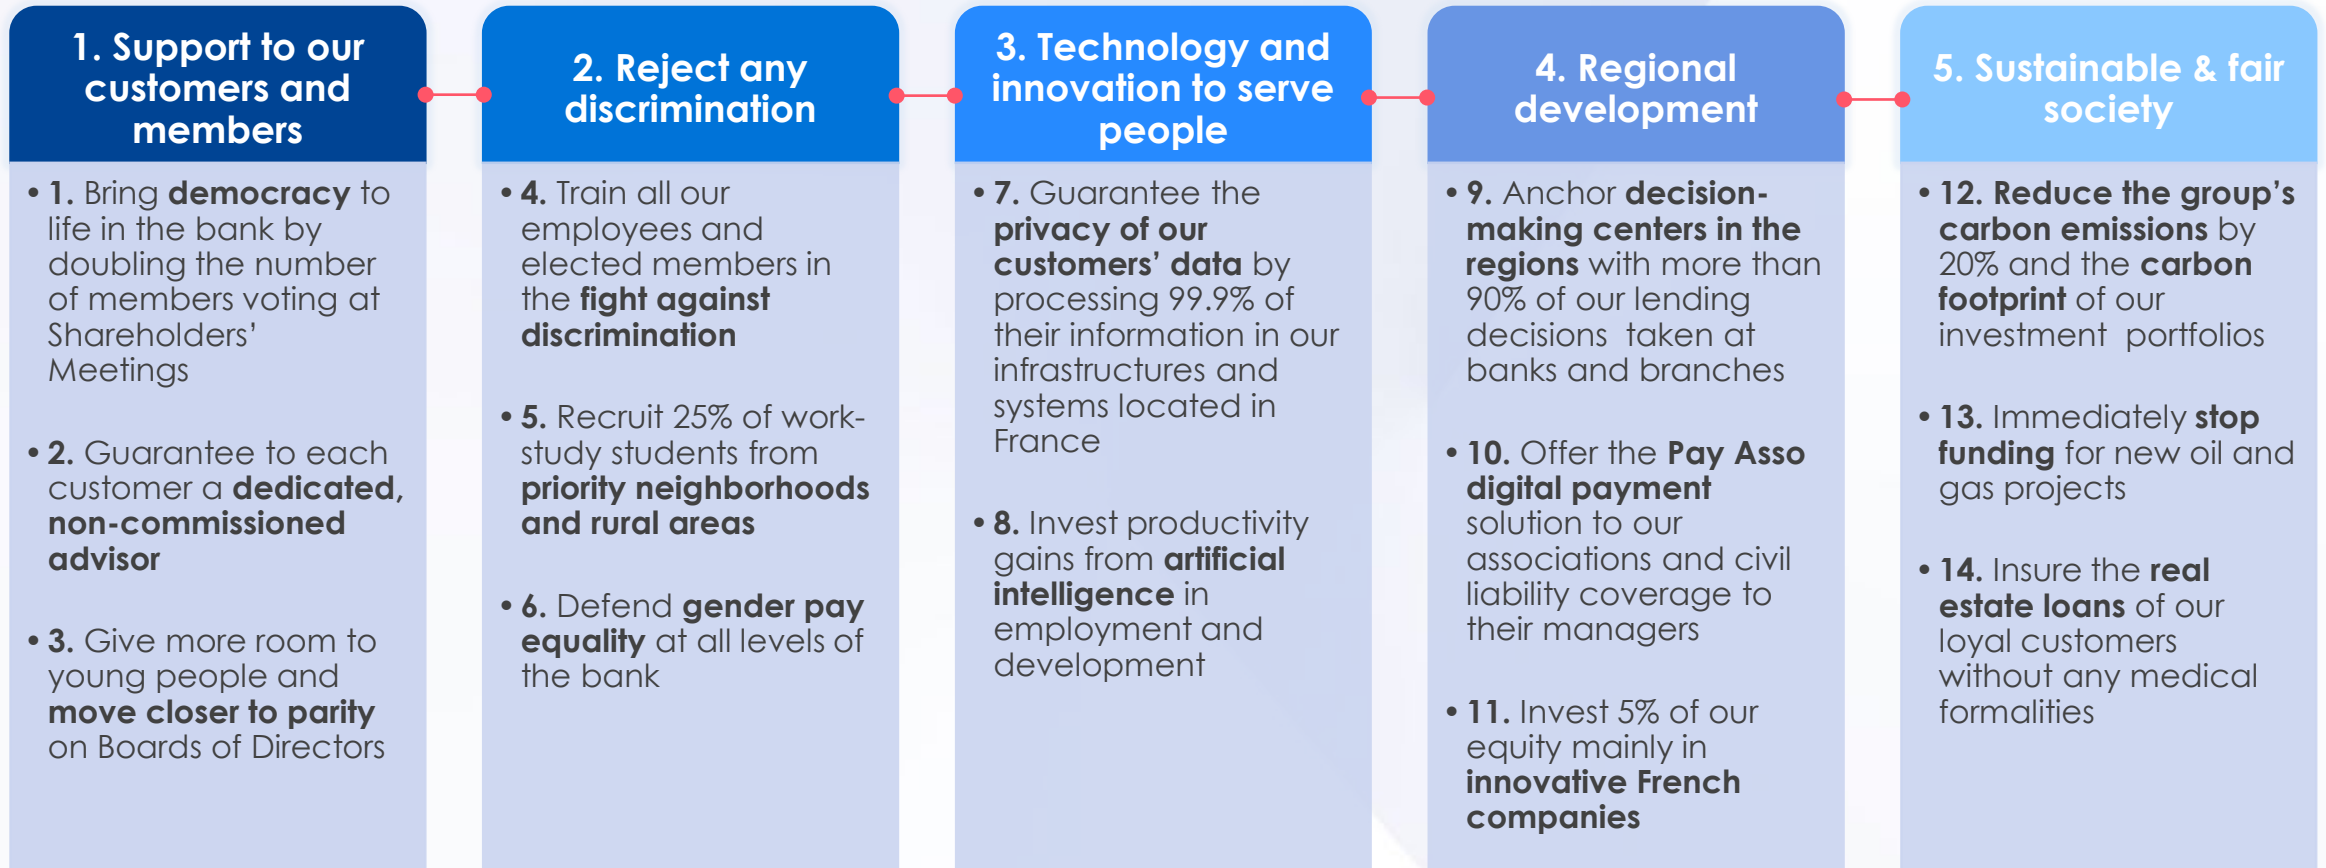 1. Support to our
customers and
members
• 1. Bring democracy to
life in the bank by
doubling the number
of members voting at
Shareholders’
Meetings
• 2. Guarantee to each
customer a dedicated,
non-commissioned
advisor
• 3. Give more room to
young people and
move closer to parity
on Boards of Directors
2. Reject any
discrimination
• 4. Train all our
employees and
elected members in
the fight against
discrimination
• 5. Recruit 25% of work-
study students from
priority neighborhoods
and rural areas
• 6. Defend gender pay
equality at all levels of
the bank
3. Technology and
innovation to serve
people
• 7. Guarantee the
privacy of our
customers’ data by
processing 99.9% of
their information in our
infrastructures and
systems located in
France
• 8. Invest productivity
gains from artificial
intelligence in
employment and
development
4. Regional
development
• 9. Anchor decision-
making centers in the
regions with more than
90% of our lending
decisions taken at
banks and branches
• 10. Offer the Pay Asso
digital payment
solution to our
associations and civil
liability coverage to
their managers
• 11. Invest 5% of our
equity mainly in
innovative French
companies
5. Sustainable & fair
society
• 12. Reduce the group’s
carbon emissions by
20% and the carbon
footprint of our
investment portfolios
• 13. Immediately stop
funding for new oil and
gas projects
• 14. Insure the real
estate loans of our
loyal customers
without any medical
formalities